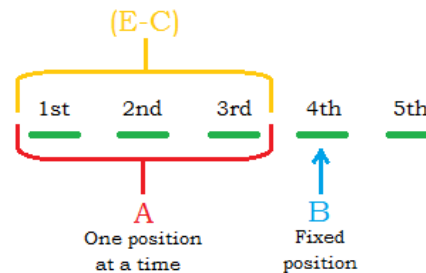 (E-C)
1st 2nd 3rd 4th 5th
A B
One position Fixed
at a time position